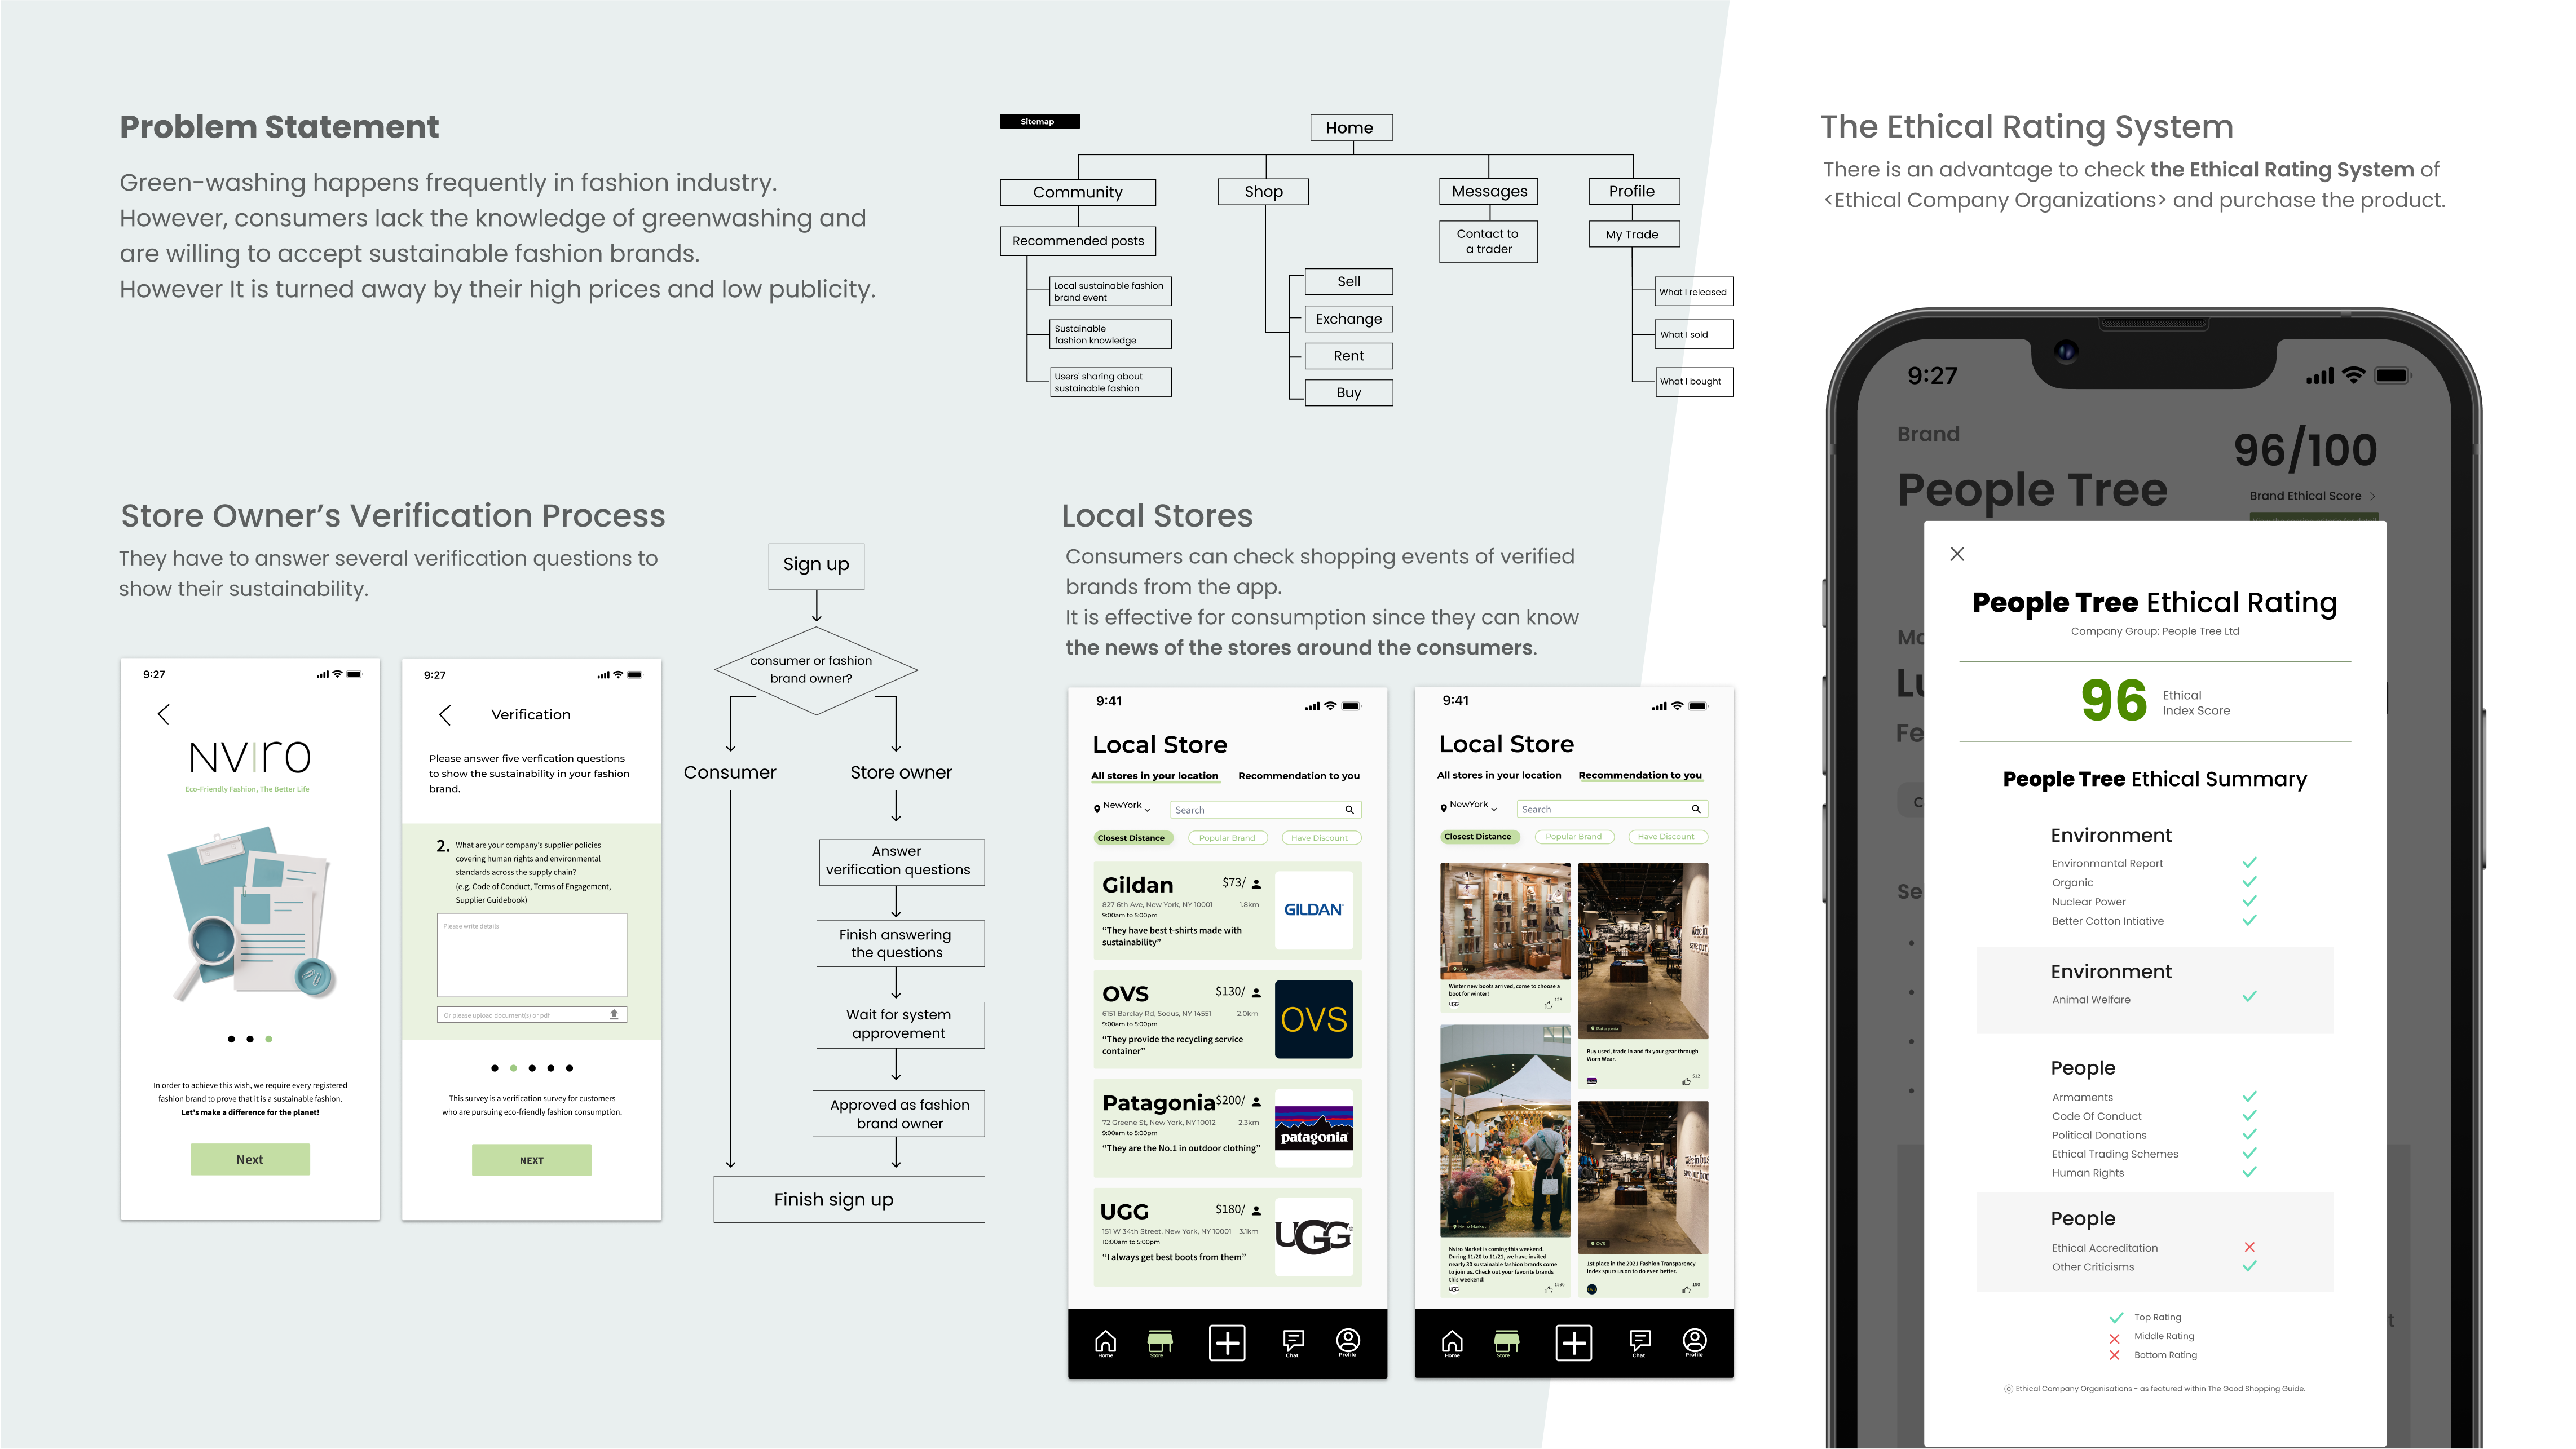 Problem Statement
Green-washing happens frequently in fashion industry.
However, consumers lack the knowledge of greenwashing and
are willing to accept sustainable fashion brands.
However It is turned away by their high prices and low publicity.
Sitemap
Home
Community
Shop
Messages
Profile
Recommended posts
Contact to
a trader
My Trade
Local sustainable fashion
brand event
Sustainable
fashion knowledge
Users' sharing about
sustainable fashion
Sell
Exchange
Rent
Buy
What I released
What I sold
What I bought
Store Owner's Verification Process
They have to answer several verification questions to
show their sustainability.
9:27
NVIRO
Eco-Friendly Fashion, The Better Life
In order to achieve this wish, we require every registered
fashion brand to prove that it is a sustainable fashion.
Let's make a difference for the planet!
Next
9:27
Verification
Please answer five verfication questions
to show the sustainability in your fashion
brand.
2. What are your company's supplier policies
covering human rights and environmental
standards across the supply chain?
(e.g. Code of Conduct, Terms of Engagement,
Supplier Guidebook)
Please write details
Or please upload document(s) or pdf
This survey is a verification survey for customers
who are pursuing eco-friendly fashion consumption.
NEXT
Sign up
consumer or fashion
brand owner?
Consumer
Store owner
Answer
verification questions
Finish answering
the questions
Wait for system
approvement
Approved as fashion
brand owner
Finish sign up
Local Stores
Consumers can check shopping events of verified
brands from the app.
It is effective for consumption since they can know
the news of the stores around the consumers.
9:41
Local Store
All stores in your location
Recommendation to you
NewYork
Search
Closest Distance
Popular Brand
Have Discount
Gildan
$73/
827 6th Ave, New York, NY 10001
1.8km
9:00am to 5:00pm
“They have best t-shirts made with
sustainability”
GILDAN
OVS
$130/
6151 Barclay Rd, Sodus, NY 14551
2.0km
9:00am to 5:00pm
“They provide the recycling service
container”
OVS
Patagonia
$200/
72 Greene St, New York, NY 10012
2.3km
9:00am to 5:00pm
“They are the No.1 in outdoor clothing”
patagonia
UGG
$180/
151 W 34th Street, New York, NY 10001
3.1km
10:00am to 5:00pm
“I always get best boots from them”
UGG
Home
Store
Chat
Profile
9:41
Local Store
All stores in your location
Recommendation to you
NewYork
Search
Closest Distance
Popular Brand
Have Discount
UGG
Winter new boots arrived, come to choose a
boot for winter!
UGG
128
Patagonia
Buy used, trade in and fix your gear through
Worn Wear.
512
Nviro Market
Nviro Market is coming this weekend.
During 11/20 to 11/21, we have invited
nearly 30 sustainable fashion brands come
to join us. Check out your favorite brands
this weekend!
UGG
1590
OVS
1st place in the 2021 Fashion Transparency
Index spurs us on to do even better.
190
Home
Store
Chat
Profile
The Ethical Rating System
There is an advantage to check the Ethical Rating System of
<Ethical Company Organizations> and purchase the product.
9:27
Brand
People Tree
96/100
Brand Ethical Score
People Tree Ethical Rating
Company Group: People Tree Ltd
96
Ethical
Index Score
People Tree Ethical Summary
Environment
Environmantal Report
Organic
Nuclear Power
Better Cotton Intiative
Environment
Animal Welfare
People
Armaments
Code Of Conduct
Political Donations
Ethical Trading Schemes
Human Rights
People
Ethical Accreditation
Other Criticisms
Top Rating
Middle Rating
Bottom Rating
© Ethical Company Organisations - as featured within The Good Shopping Guide.